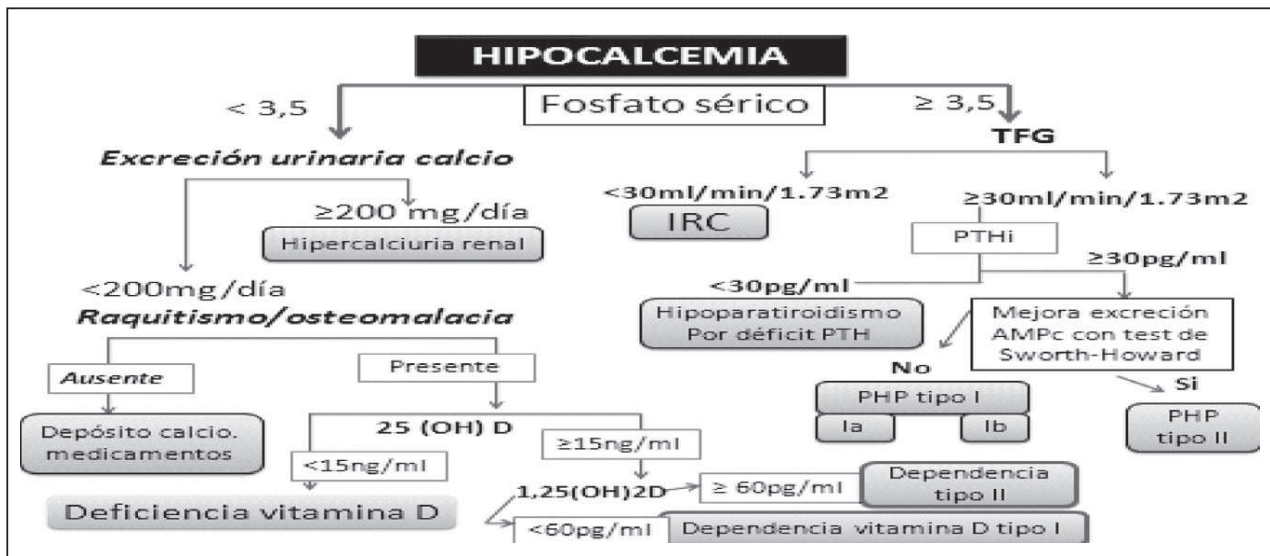 HIPOCALCEMIA
Fosfato sérico
< 3,5
≥ 3,5
Excreción urinaria calcio
≥200 mg/día
Hipercalciuria renal
<200mg/día
Raquitismo/osteomalacia
Ausente
Depósito calcio.
medicamentos
Presente
25 (OH) D
<15ng/ml
Deficiencia vitamina D
≥15ng/ml
1,25(OH)2D
≥ 60pg/ml
Dependencia
tipo II
<60pg/ml
Dependencia vitamina D tipo I
TFG
<30ml/min/1.73m2
IRC
≥30ml/min/1.73m2
PTHi
<30pg/ml
Hipoparatiroidismo
Por déficit PTH
≥30pg/ml
Mejora excreción
AMPc con test de
Sworth-Howard
No
PHP tipo I
Ia
Ib
Si
PHP
tipo II